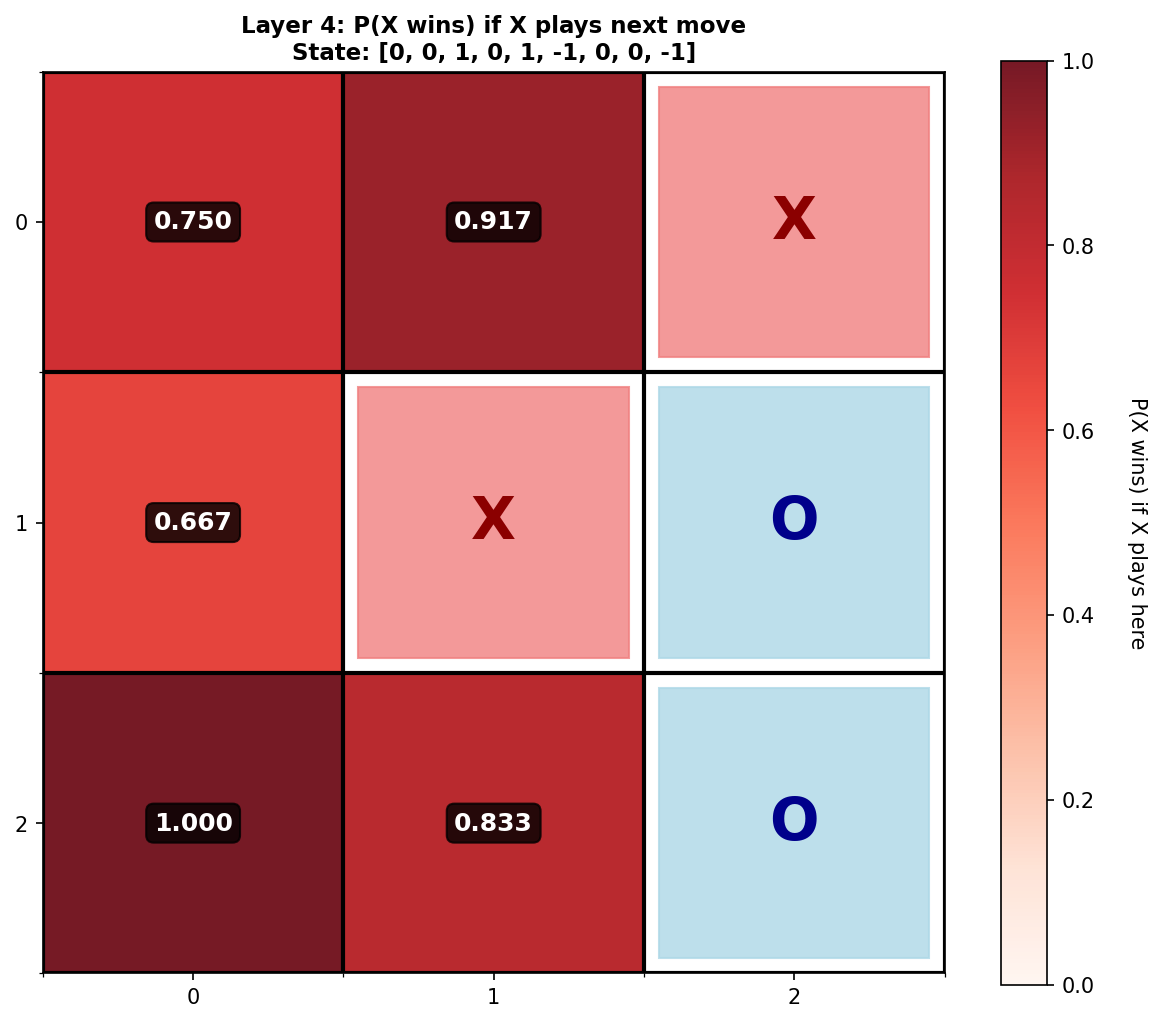 Layer 4: P(X wins) if X plays next move
State: [0, 0, 1, 0, 1, -1, 0, 0, -1]
0
0.750
0.917
X
1
0.667
X
O
2
1.000
0.833
O
0
1
2
1.0
0.8
0.6
0.4
0.2
0.0
P(X wins) if X plays here